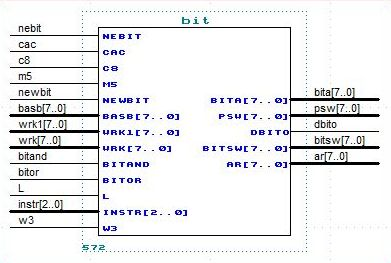 bit
nebit NEBIT
cac CAC
c8 C8
m5 M5
newbit NEWBIT BITA[7..0] bita[7..0]
basb[7..0] BASB[7..0] PSW[7..0] psw[7..0]
wrk1[7..0] WRK1[7..0] DBITO dbito
wrk[7..0] WRK[7..0] BITSW[7..0] bitsw[7..0]
bitand BITAND AR[7..0] ar[7..0]
bitor BITOR
L L
instr[2..0] INSTR[2..0]
w3 W3
572